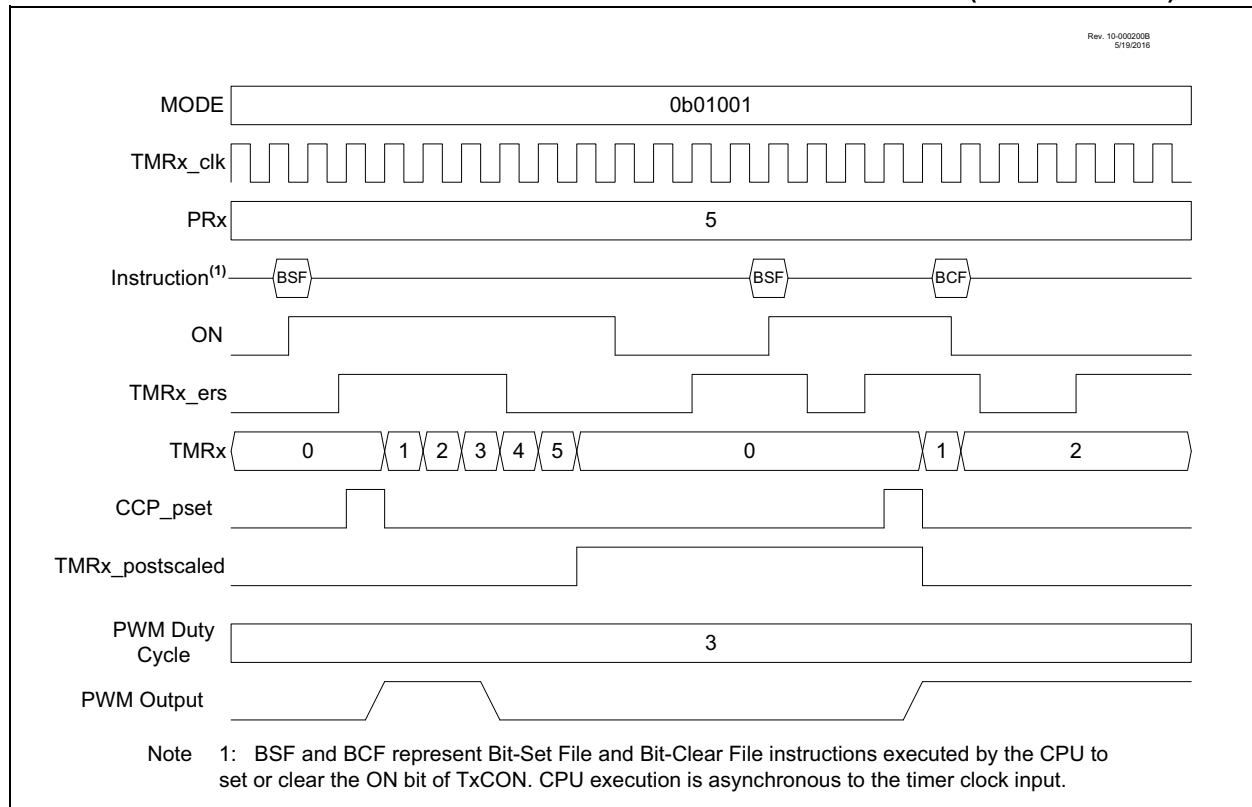 Rev. 10-000200B
5/19/2016
MODE 0b01001
TMRx_clk
PRx 5
Instruction(1) BSF BSF BCF
ON
TMRx_ers
TMRx 0 1 2 3 4 5 0 1 2
CCP_pset
TMRx_postscaled
PWM Duty
Cycle 3
PWM Output
Note 1: BSF and BCF represent Bit-Set File and Bit-Clear File instructions executed by the CPU to
set or clear the ON bit of TxCON. CPU execution is asynchronous to the timer clock input.